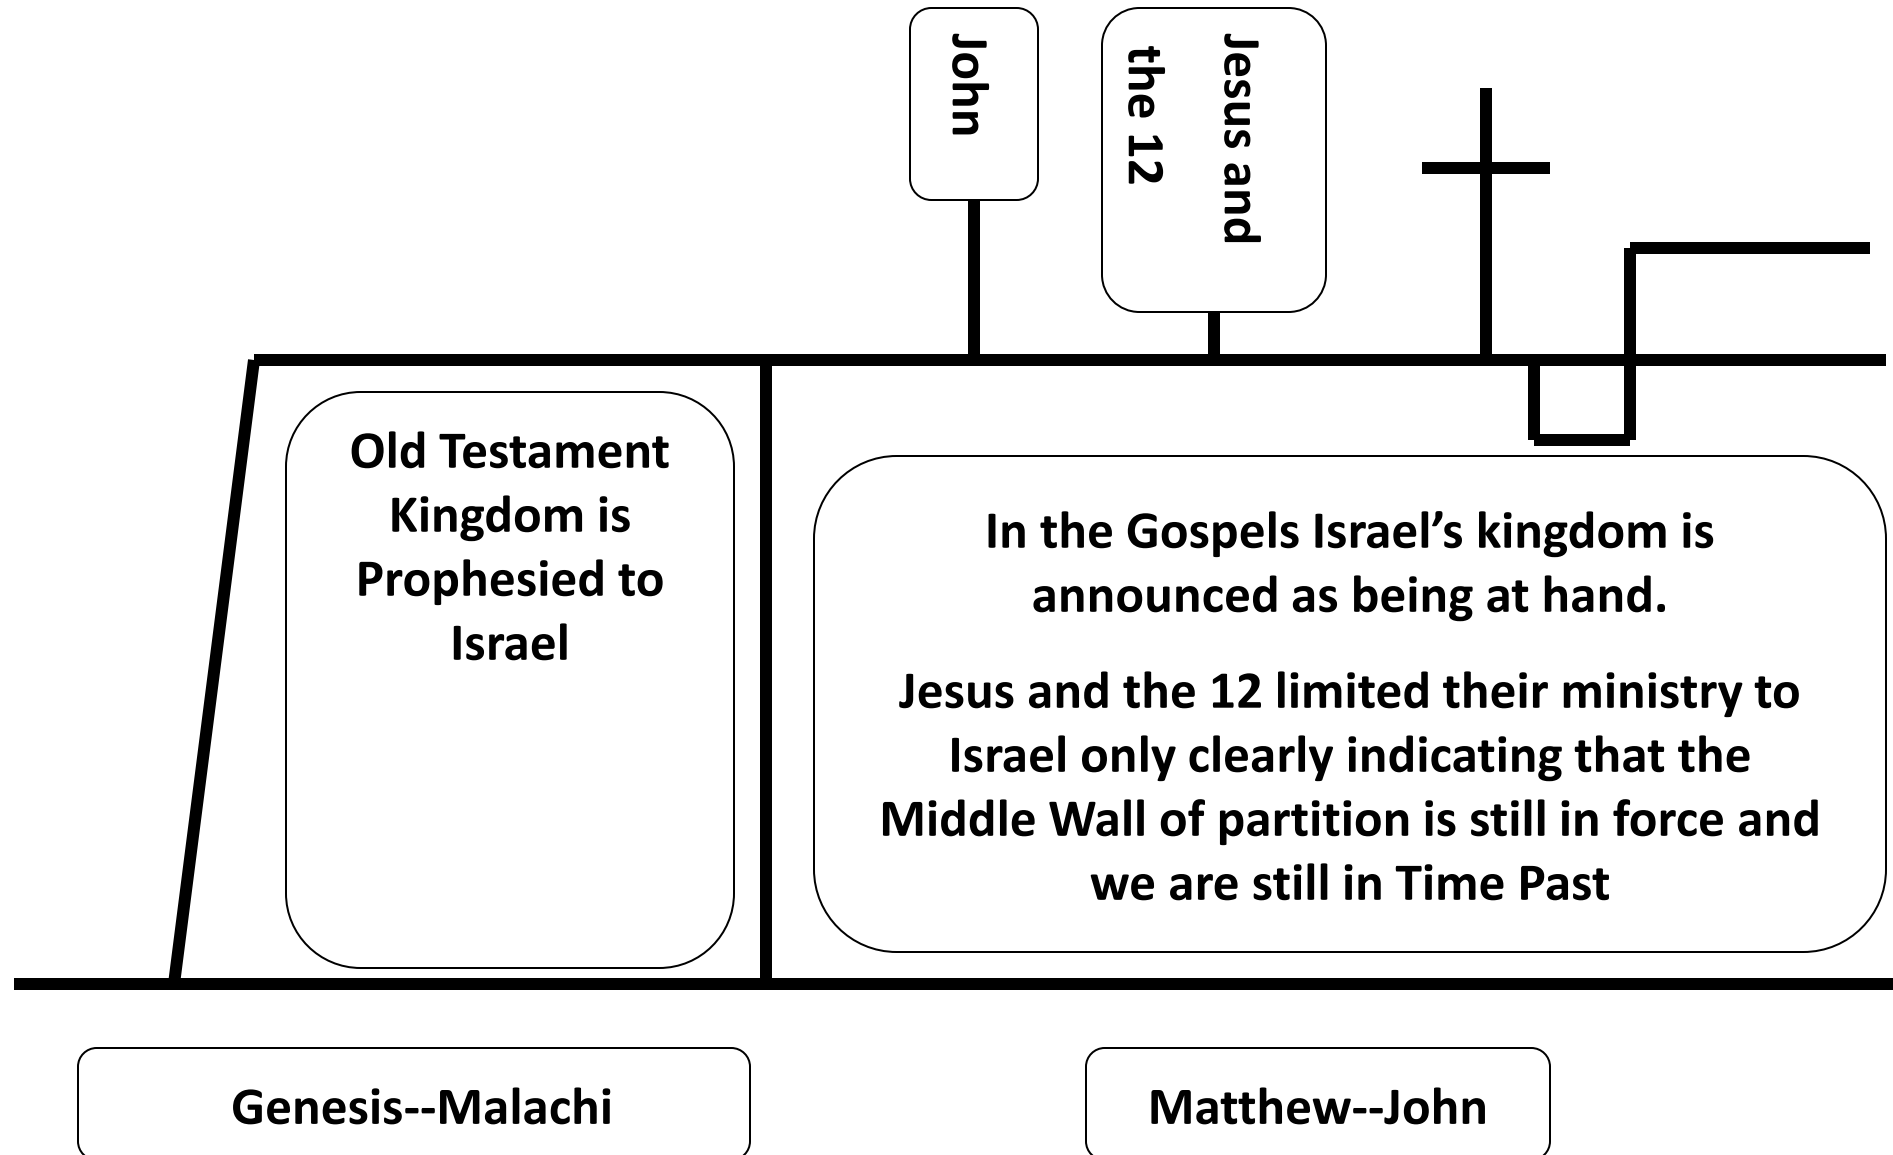 John
Jesus and
the 12
Old Testament
Kingdom is
Prophesied to
Israel
In the Gospels Israel’s kingdom is
announced as being at hand.
Jesus and the 12 limited their ministry to
Israel only clearly indicating that the
Middle Wall of partition is still in force and
we are still in Time Past
Genesis--Malachi
Matthew--John